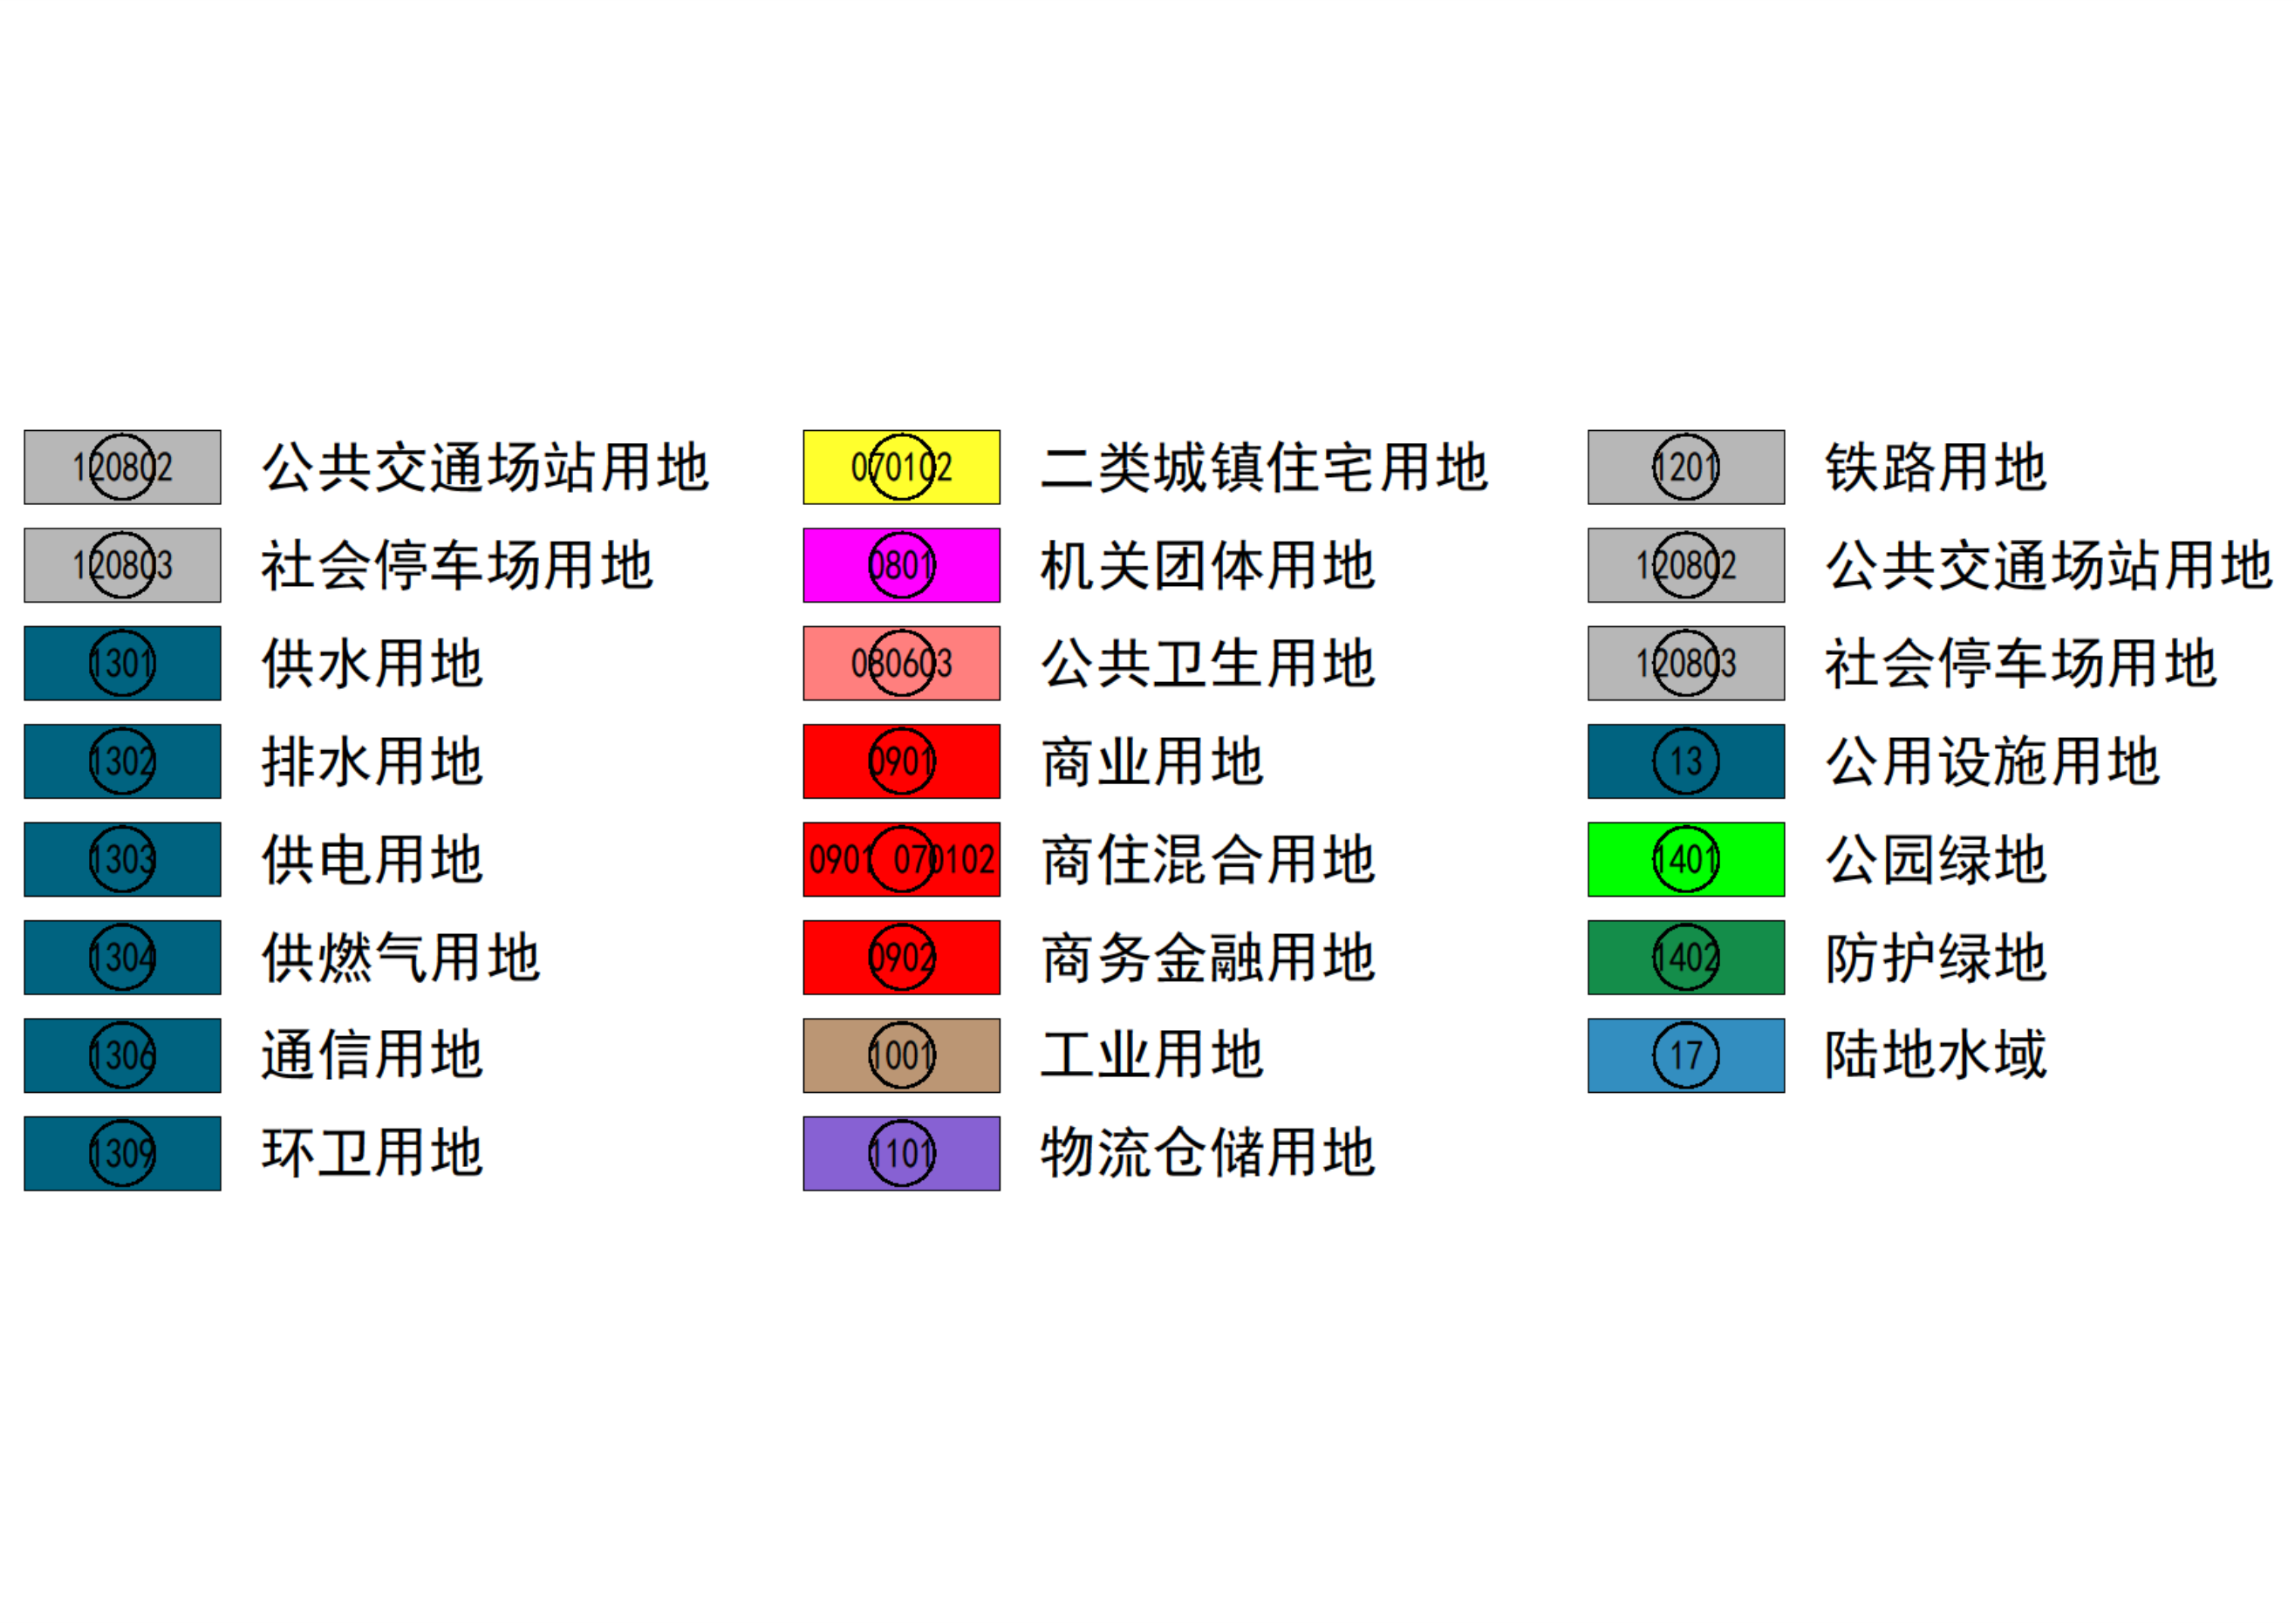 120802 公共交通场站用地
120803 社会停车场用地
1301 供水用地
1302 排水用地
1303 供电用地
1304 供燃气用地
1306 通信用地
1309 环卫用地
070102 二类城镇住宅用地
0801 机关团体用地
080603 公共卫生用地
0901 商业用地
0901 070102 商住混合用地
0902 商务金融用地
1001 工业用地
1101 物流仓储用地
1201 铁路用地
120802 公共交通场站用地
120803 社会停车场用地
13 公用设施用地
1401 公园绿地
1402 防护绿地
17 陆地水域